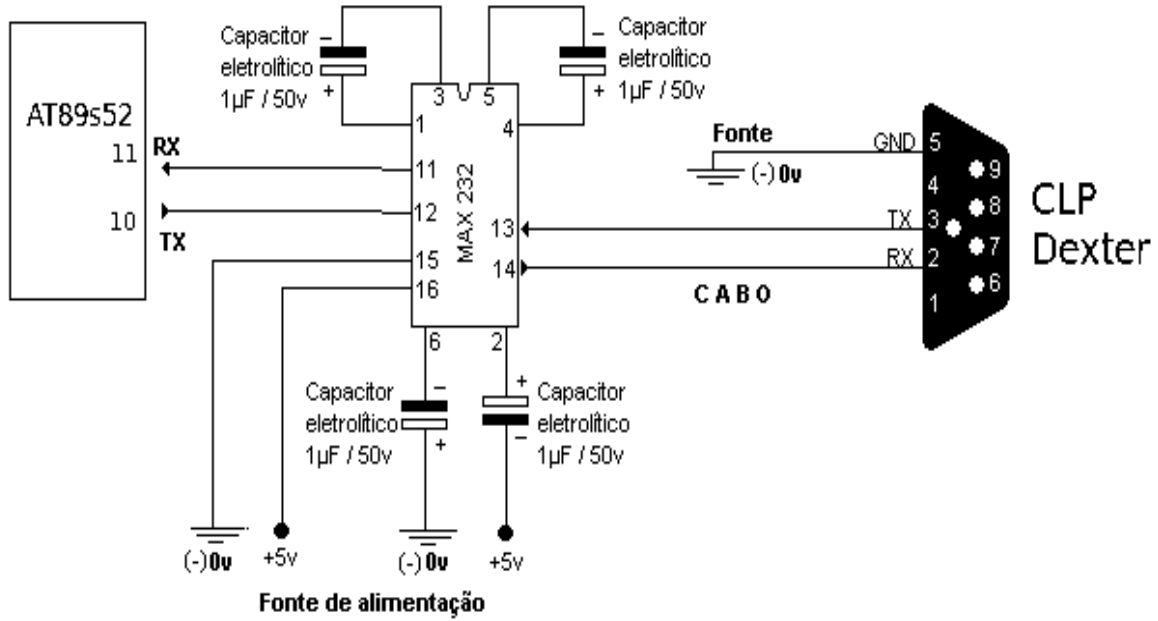 AT89s52
11
10
RX
TX
Capacitor
eletrolítico
1µF / 50v
–
+
Capacitor
eletrolítico
1µF / 50v
–
+
3
5
1
4
11
12
15
16
13
14
6
2
MAX 232
Fonte
(-) 0v
GND
TX
RX
CABO
5
4
3
2
1
9
8
7
6
CLP
Dexter
Capacitor
eletrolítico
1µF / 50v
–
+
+
–
Capacitor
eletrolítico
1µF / 50v
(-) 0v
+5v
(-) 0v
+5v
Fonte de alimentação